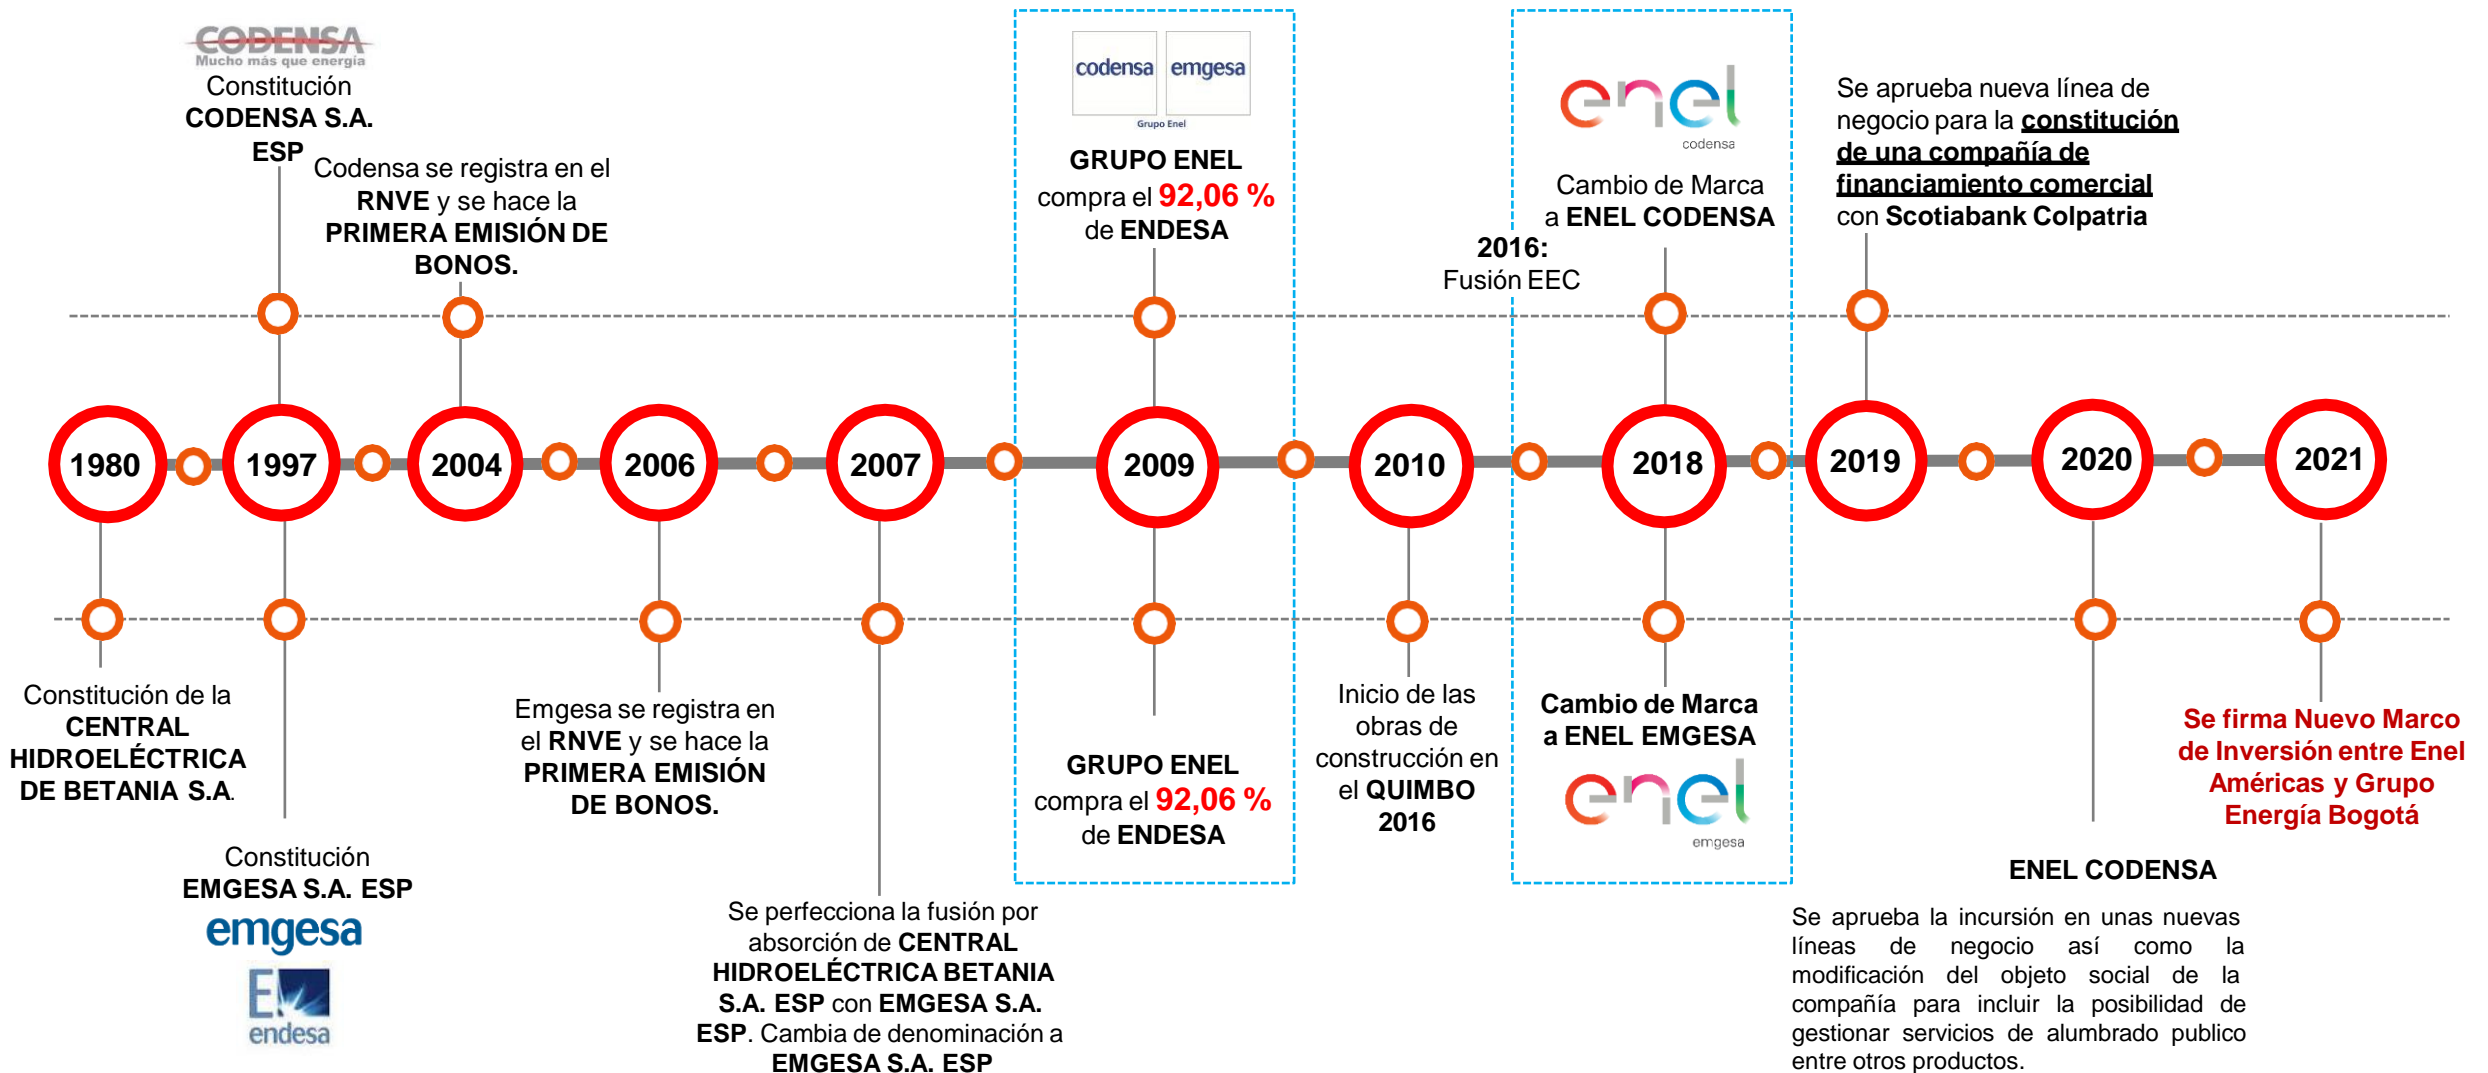 CODENSA
Mucho más que energía
Constitución
CODENSA S.A.
ESP
Codensa se registra en el
RNVE y se hace la
PRIMERA EMISIÓN DE
BONOS.
codensa
emgesa
Grupo Enel
GRUPO ENEL
compra el 92,06 %
de ENDESA
2016:
Fusión EEC
enel
codensa
Cambio de Marca
a ENEL CODENSA
Se aprueba nueva línea de
negocio para la constitución
de una compañía de
financiamiento comercial
con Scotiabank Colpatria
1980
1997
2004
2006
2007
2009
2010
2018
2019
2020
2021
Constitución de la
CENTRAL
HIDROELÉCTRICA
DE BETANIA S.A.
Constitución
EMGESA S.A. ESP
emgesa
E
endesa
Emgesa se registra en
el RNVE y se hace la
PRIMERA EMISIÓN
DE BONOS.
Se perfecciona la fusión por
absorción de CENTRAL
HIDROELÉCTRICA BETANIA
S.A. ESP con EMGESA S.A.
ESP. Cambia de denominación a
EMGESA S.A. ESP
GRUPO ENEL
compra el 92,06 %
de ENDESA
Inicio de las
obras de
construcción en
el QUIMBO
2016
Cambio de Marca
a ENEL EMGESA
enel
emgesa
ENEL CODENSA
Se aprueba la incursión en unas nuevas
líneas de negocio así como la
modificación del objeto social de la
compañía para incluir la posibilidad de
gestionar servicios de alumbrado publico
entre otros productos.
Se firma Nuevo Marco
de Inversión entre Enel
Américas y Grupo
Energía Bogotá